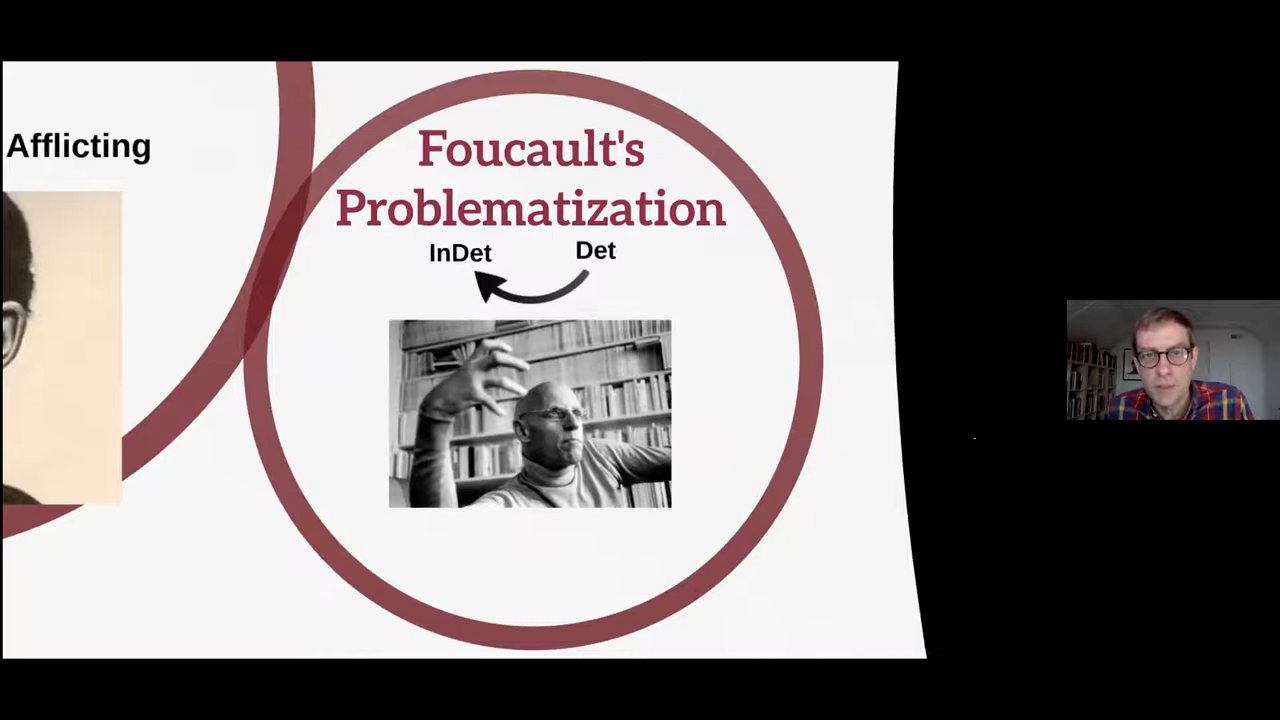 Afflicting
Foucault's
Problematization
InDet
Det